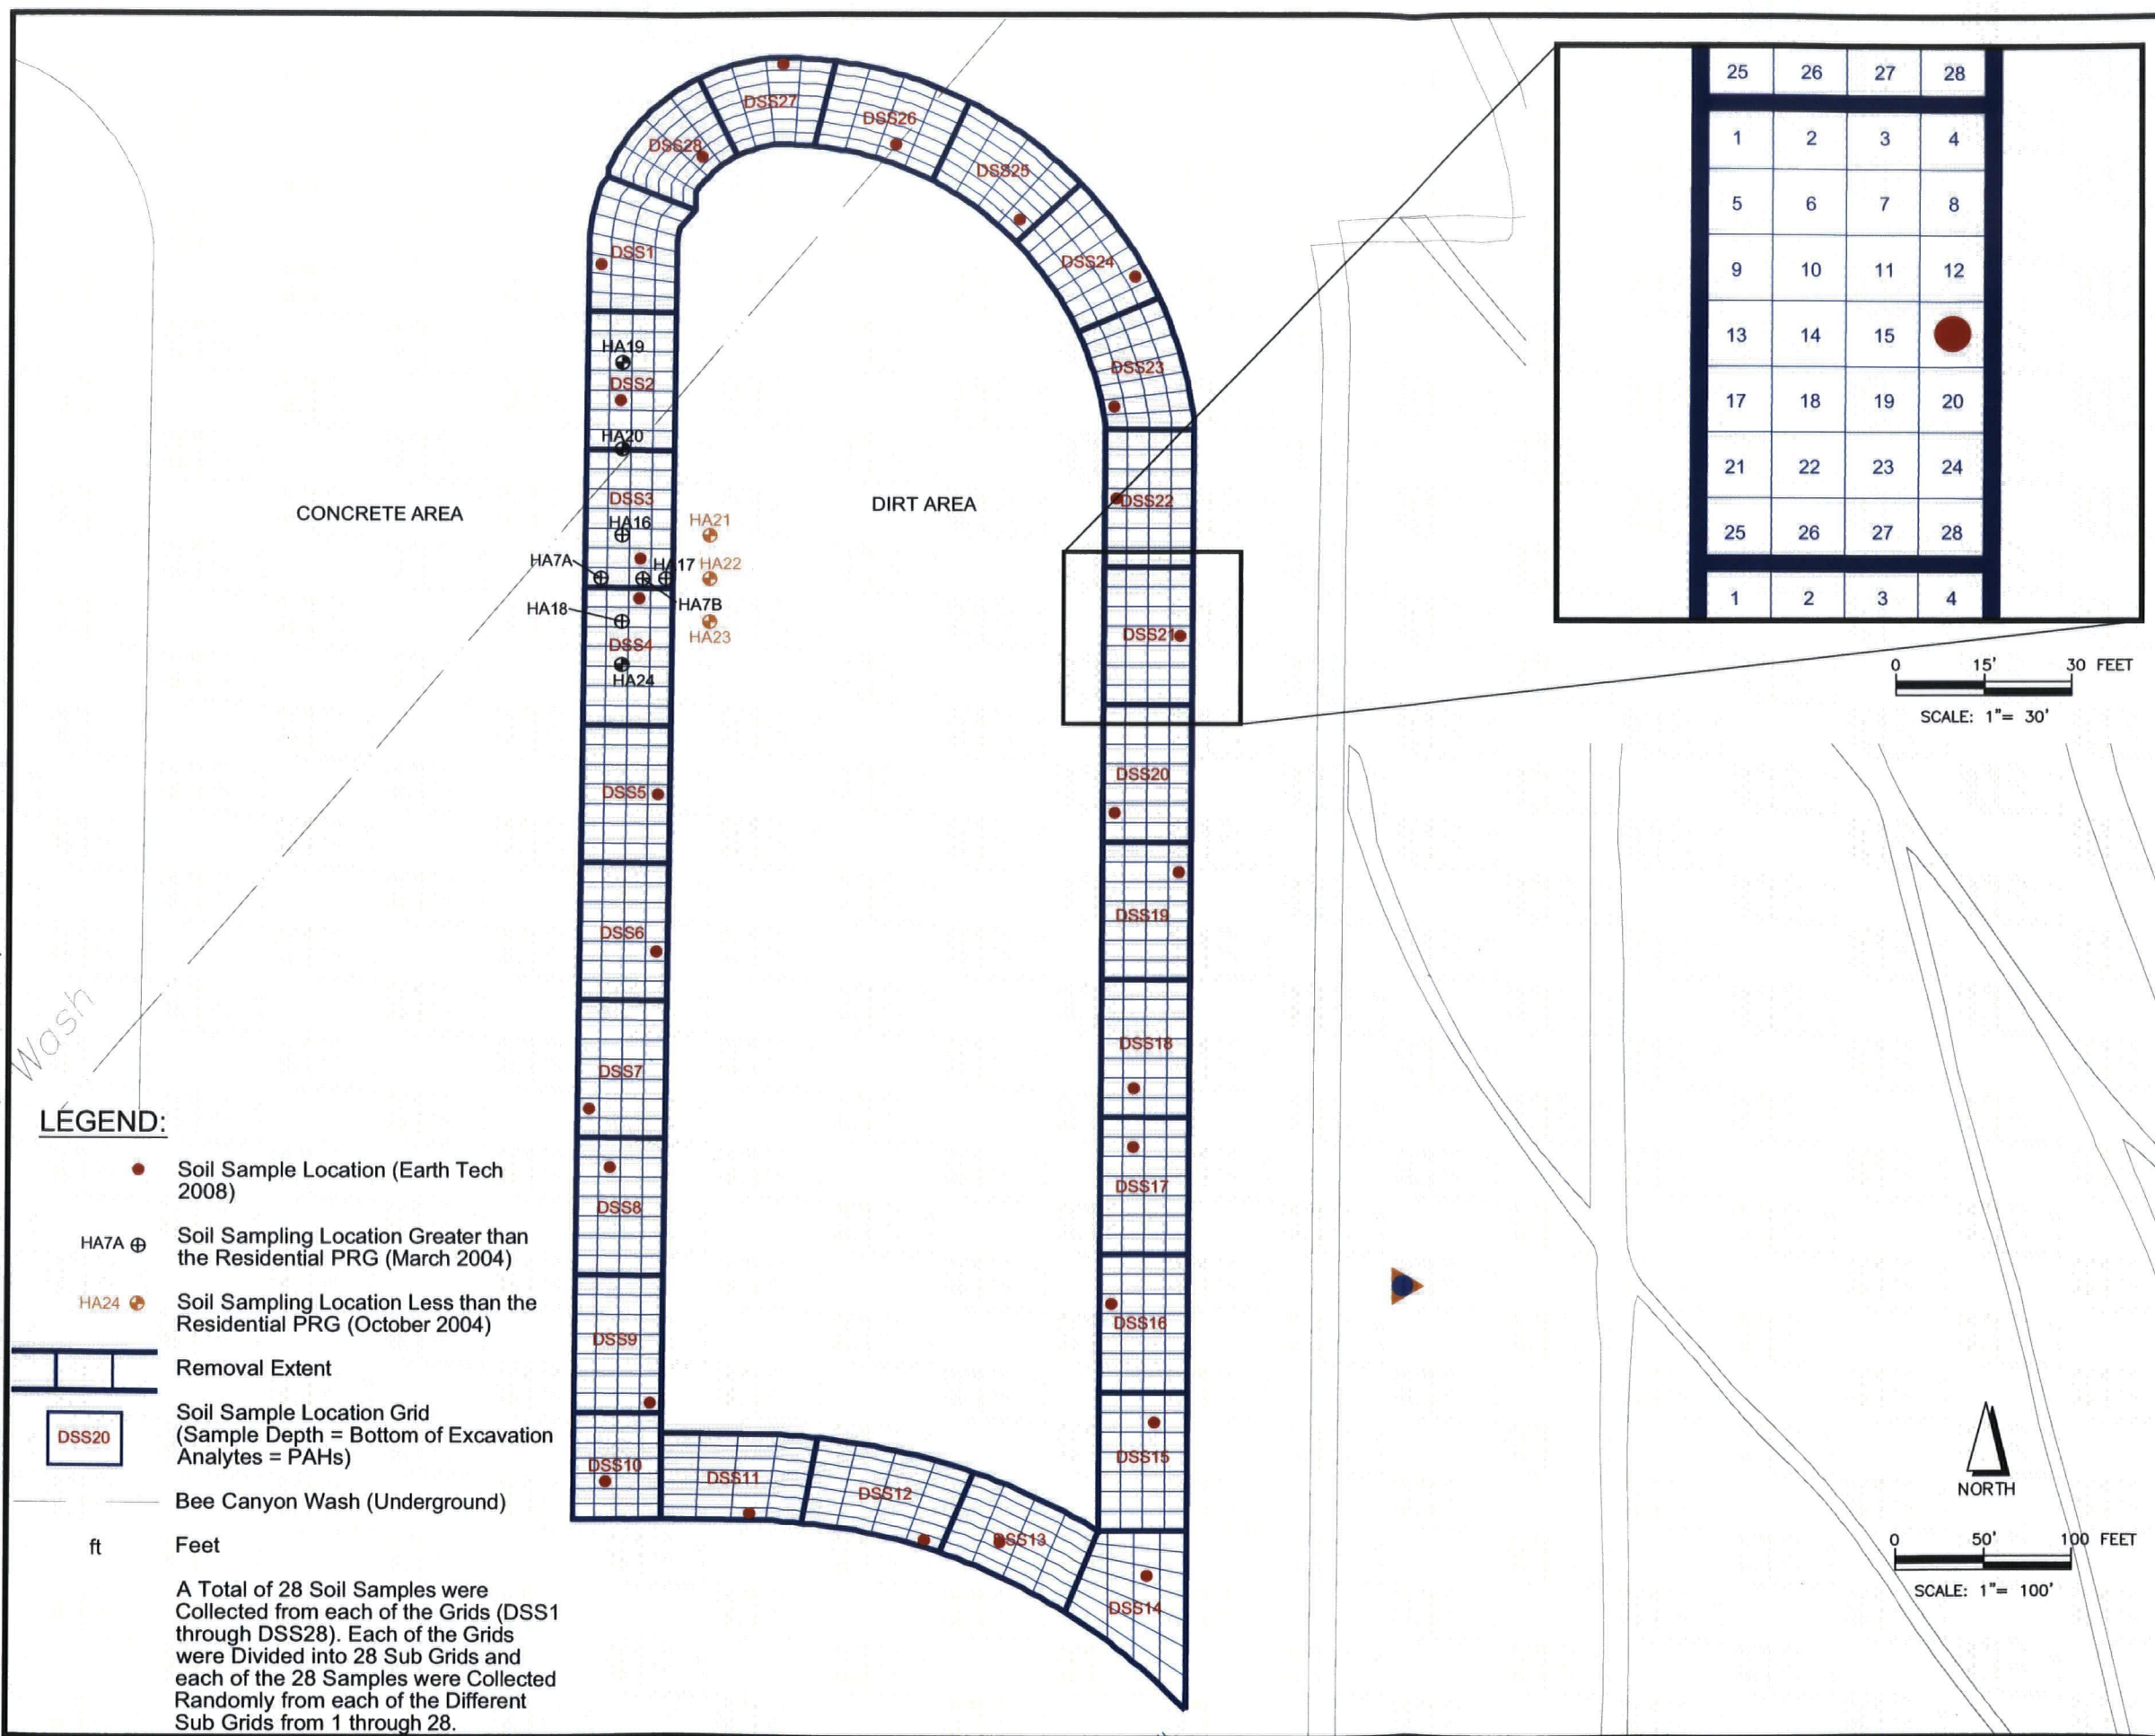 DSS27
DSS26
DSS28
DSS25
DSS1
DSS24
HA19
DSS2
DSS23
HA20
DSS3
CONCRETE AREA
DIRT AREA
DSS22
HA16
HA21
HA7A
HA17
HA22
HA18
HA7B
HA23
DSS4
DSS21
HA24
DSS20
DSS5
DSS19
DSS6
DSS18
DSS7
DSS17
DSS8
DSS16
DSS9
DSS15
DSS10
DSS11
DSS12
DSS13
DSS14
25 26 27 28
1 2 3 4
5 6 7 8
9 10 11 12
13 14 15
17 18 19 20
21 22 23 24
25 26 27 28
1 2 3 4
0 15' 30 FEET
SCALE: 1"= 30'
Wash
LEGEND:
Soil Sample Location (Earth Tech
2008)
HA7A Soil Sampling Location Greater than
the Residential PRG (March 2004)
HA24 Soil Sampling Location Less than the
Residential PRG (October 2004)
Removal Extent
Soil Sample Location Grid
DSS20 (Sample Depth = Bottom of Excavation
Analytes = PAHs)
Bee Canyon Wash (Underground)
ft Feet
A Total of 28 Soil Samples were
Collected from each of the Grids (DSS1
through DSS28). Each of the Grids
were Divided into 28 Sub Grids and
each of the 28 Samples were Collected
Randomly from each of the Different
Sub Grids from 1 through 28.
NORTH
0 50' 100 FEET
SCALE: 1"= 100'